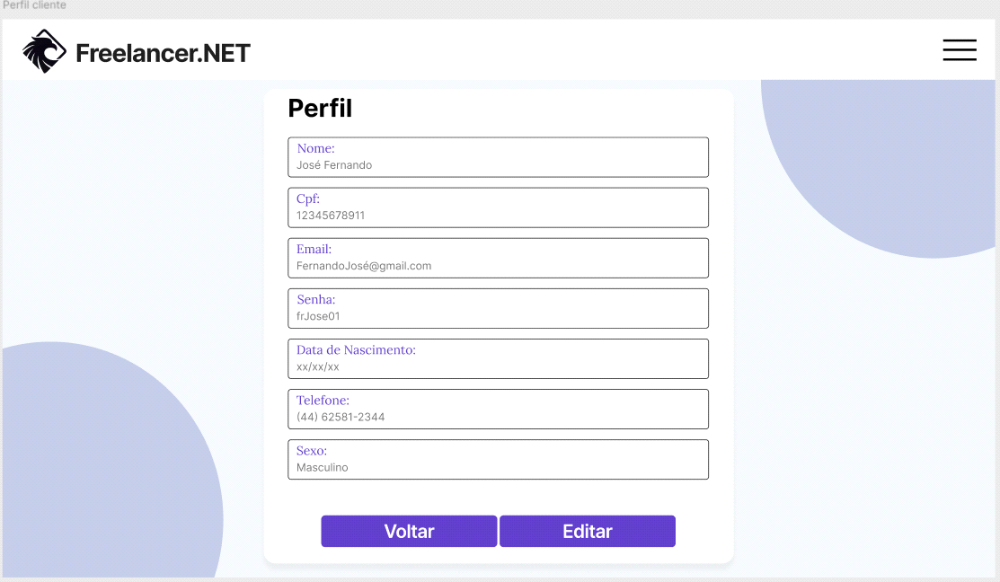 Perfil cliente
Freelancer.NET
Perfil
Nome:
José Fernando
Cpf:
12345678911
Email:
FernandoJosé@gmail.com
Senha:
frJose01
Data de Nascimento:
xx/xx/xx
Telefone:
(44) 62581-2344
Sexo:
Masculino
Voltar
Editar